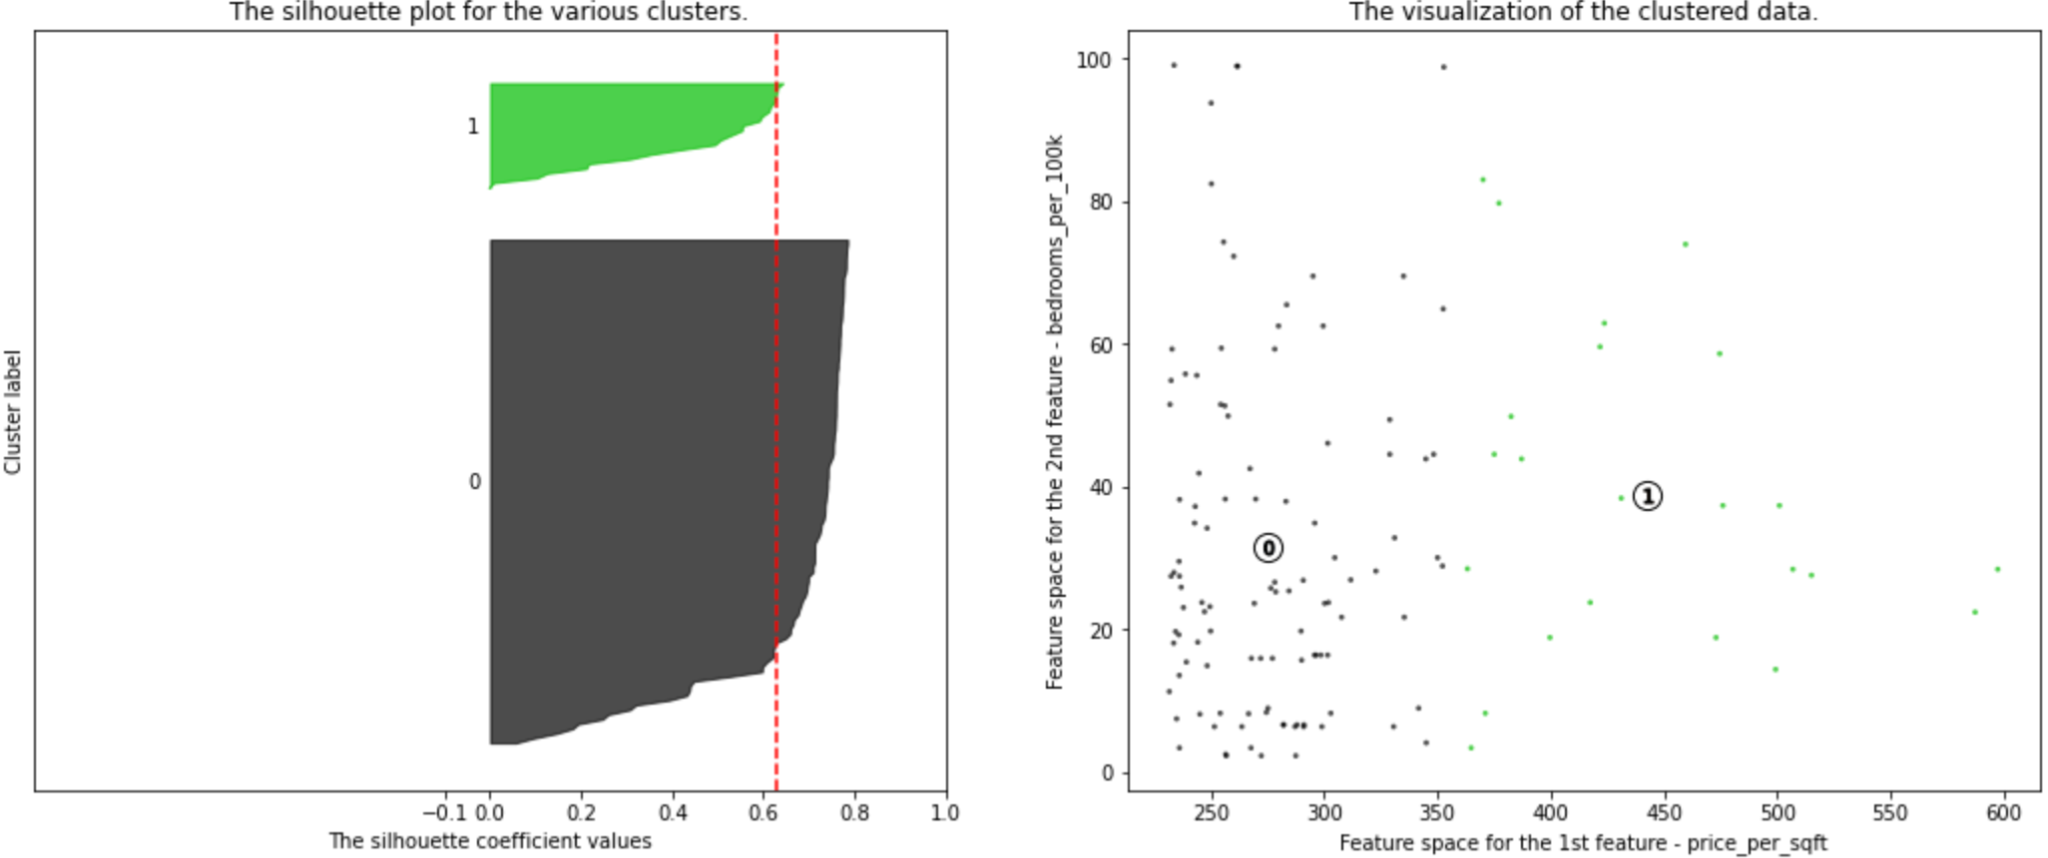 The silhouette plot for the various clusters.
Cluster label
1
0
−0.1 0.0 0.2 0.4 0.6 0.8 1.0
The silhouette coefficient values
The visualization of the clustered data.
Feature space for the 2nd feature - bedrooms_per_100k
100
80
60
40
20
0
0
1
250 300 350 400 450 500 550 600
Feature space for the 1st feature - price_per_sqft